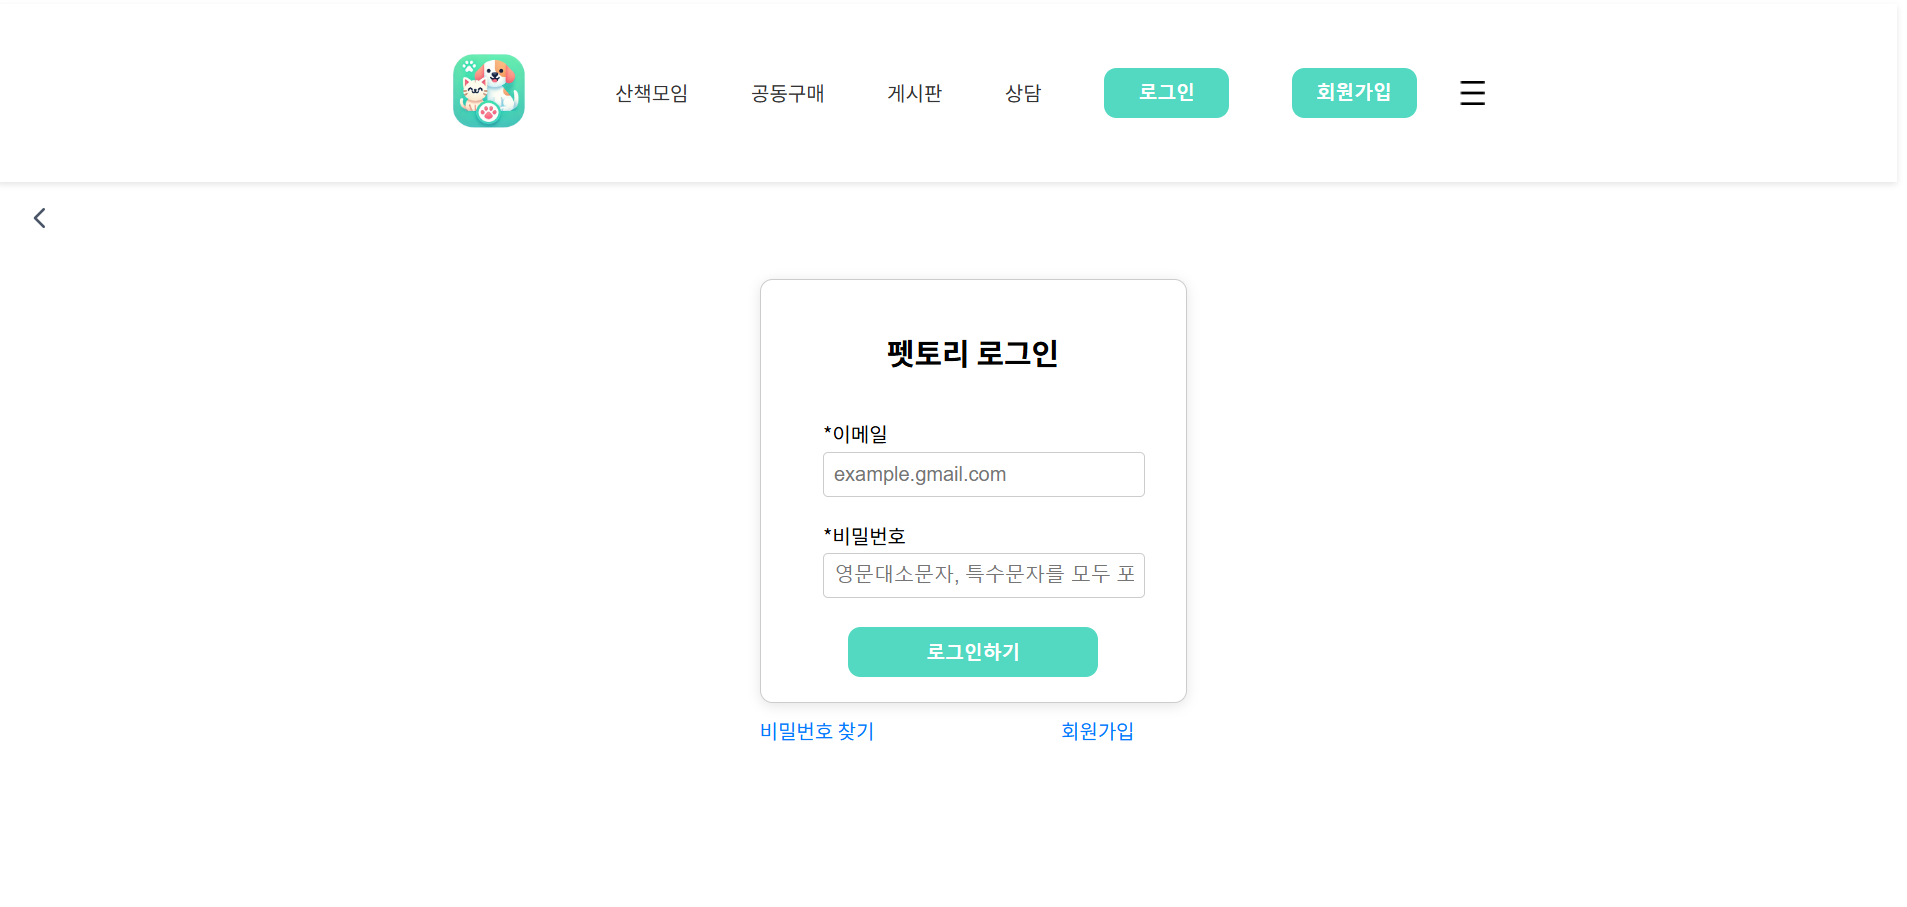 산책모임 공동구매 게시판 상담 로그인 회원가입
펫토리 로그인
*이메일
example.gmail.com
*비밀번호
영문대소문자, 특수문자를 모두 포
로그인하기
비밀번호 찾기 회원가입